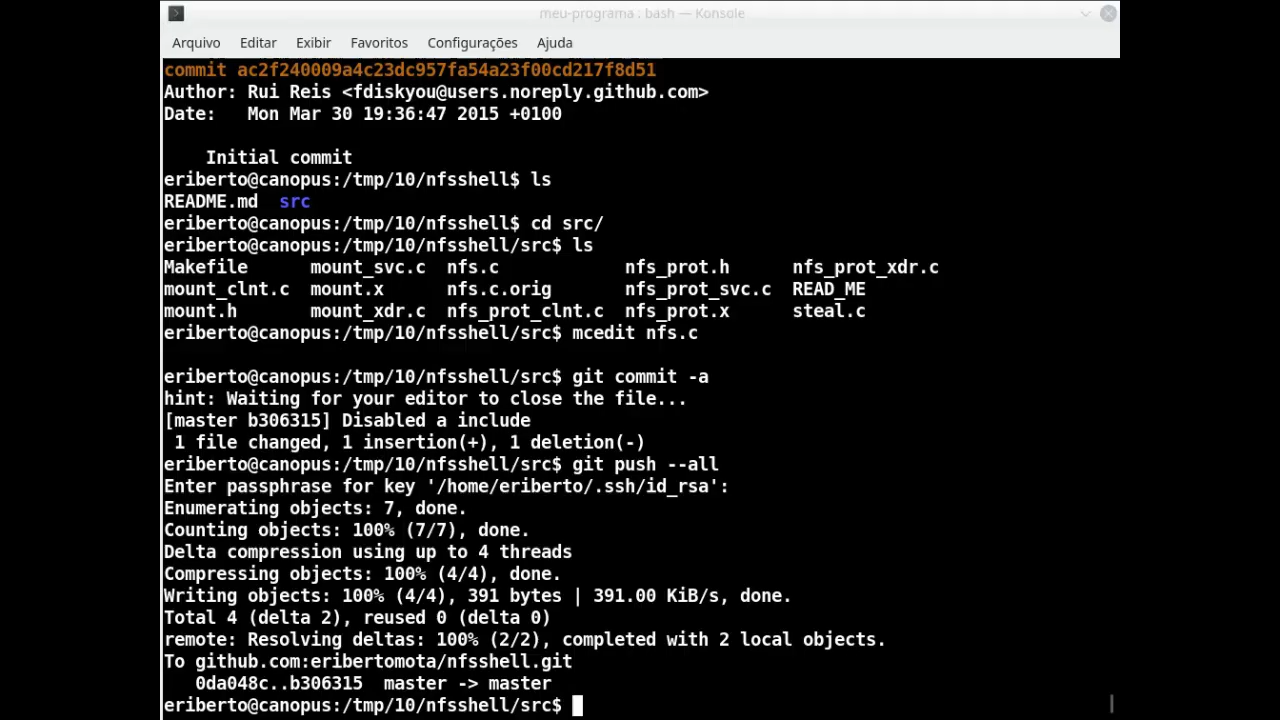 meu-programa : bash — Konsole
Arquivo Editar Exibir Favoritos Configurações Ajuda
commit ac2f240009a4c23dc957fa54a23f00cd217f8d51
Author: Rui Reis <fdiskyou@users.noreply.github.com>
Date:   Mon Mar 30 19:36:47 2015 +0100
    Initial commit
eriberto@canopus:/tmp/10/nfsshell$ ls
README.md  src
eriberto@canopus:/tmp/10/nfsshell$ cd src/
eriberto@canopus:/tmp/10/nfsshell/src$ ls
Makefile      mount_svc.c  nfs.c            nfs_prot.h      nfs_prot_xdr.c
mount_clnt.c  mount.x      nfs.c.orig       nfs_prot_svc.c  READ_ME
mount.h       mount_xdr.c  nfs_prot_clnt.c  nfs_prot.x      steal.c
eriberto@canopus:/tmp/10/nfsshell/src$ mcedit nfs.c
eriberto@canopus:/tmp/10/nfsshell/src$ git commit -a
hint: Waiting for your editor to close the file...
[master b306315] Disabled a include
 1 file changed, 1 insertion(+), 1 deletion(-)
eriberto@canopus:/tmp/10/nfsshell/src$ git push --all
Enter passphrase for key '/home/eriberto/.ssh/id_rsa':
Enumerating objects: 7, done.
Counting objects: 100% (7/7), done.
Delta compression using up to 4 threads
Compressing objects: 100% (4/4), done.
Writing objects: 100% (4/4), 391 bytes | 391.00 KiB/s, done.
Total 4 (delta 2), reused 0 (delta 0)
remote: Resolving deltas: 100% (2/2), completed with 2 local objects.
To github.com:eribertomota/nfsshell.git
   0da048c..b306315  master -> master
eriberto@canopus:/tmp/10/nfsshell/src$